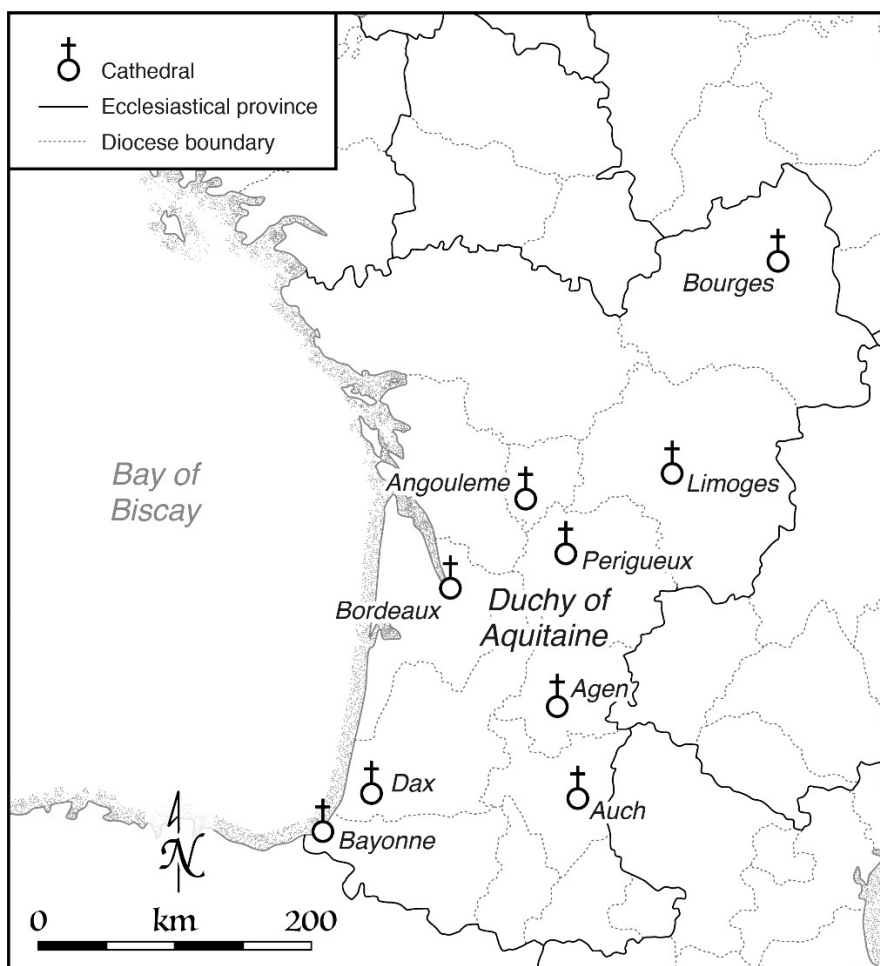 Cathedral
Ecclesiastical province
Diocese boundary
Bourges
Bay of
Biscay
Angouleme
Limoges
Perigueux
Bordeaux
Duchy of
Aquitaine
Agen
Dax
Auch
Bayonne
N
0 km 200